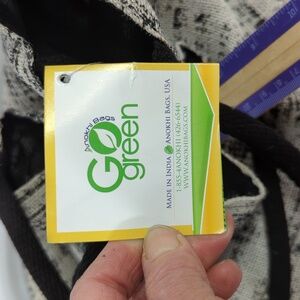 Anokhi Bags
GO
green
MADE IN INDIA ANOKHI BAGS, USA
1-855-4ANOKHI (426-6544)
WWW.ANOKHIBAGS.COM